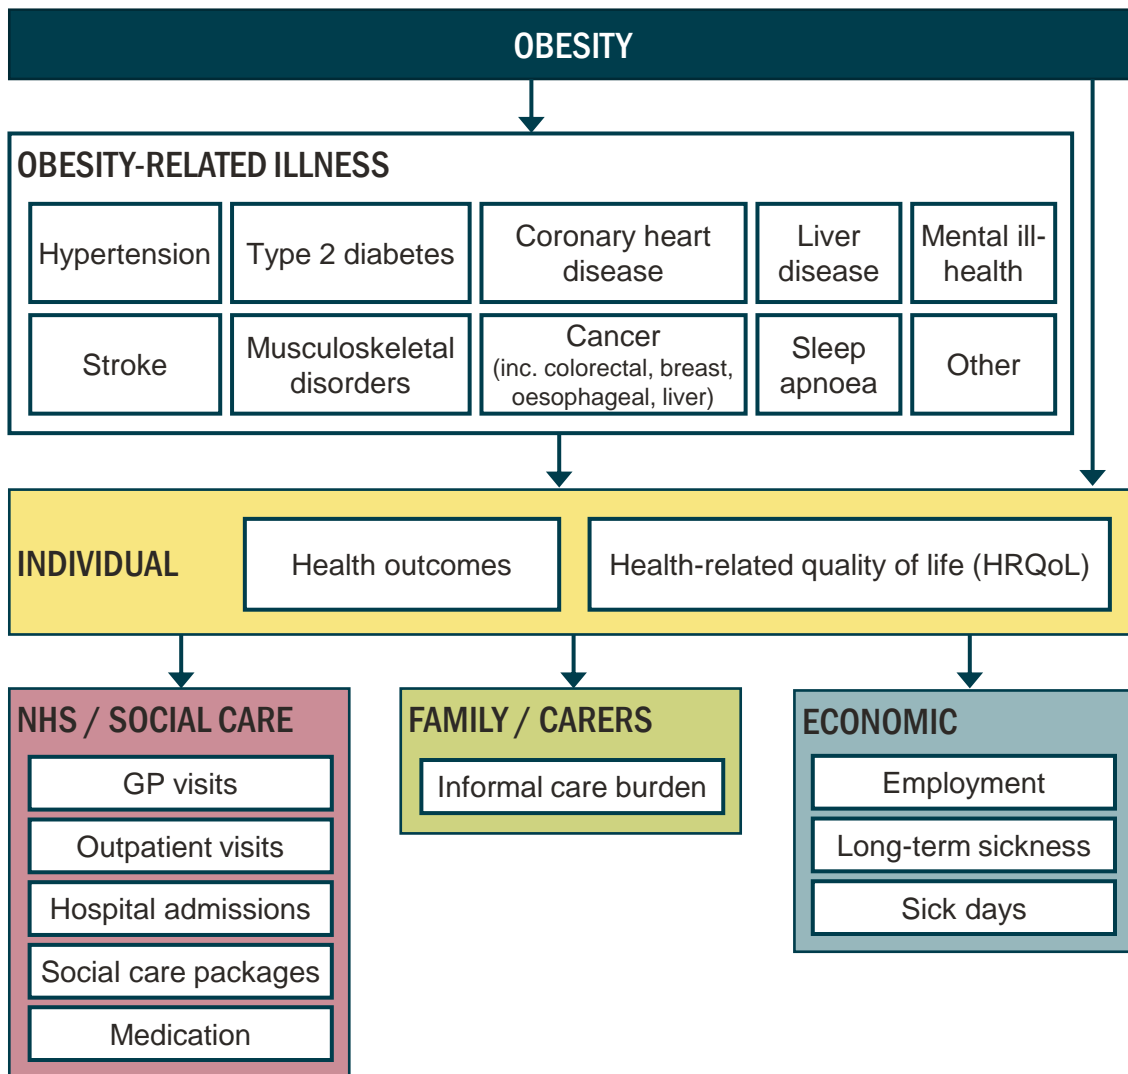 OBESITY
OBESITY-RELATED ILLNESS
Hypertension
Type 2 diabetes
Coronary heart
disease
Liver
disease
Mental ill-
health
Stroke
Musculoskeletal
disorders
Cancer
(inc. colorectal, breast,
oesophageal, liver)
Sleep
apnoea
Other
INDIVIDUAL
Health outcomes
Health-related quality of life (HRQoL)
NHS / SOCIAL CARE
GP visits
Outpatient visits
Hospital admissions
Social care packages
Medication
FAMILY / CARERS
Informal care burden
ECONOMIC
Employment
Long-term sickness
Sick days